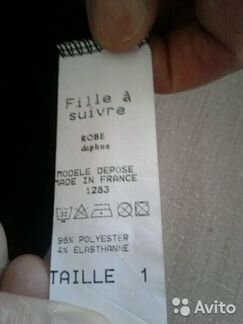 Fille à
suivre
ROBE
daphne
MODELE DEPOSE
MADE IN FRANCE
1283
96% POLYESTER
4% ELASTHANNE
TAILLE 1
Avito